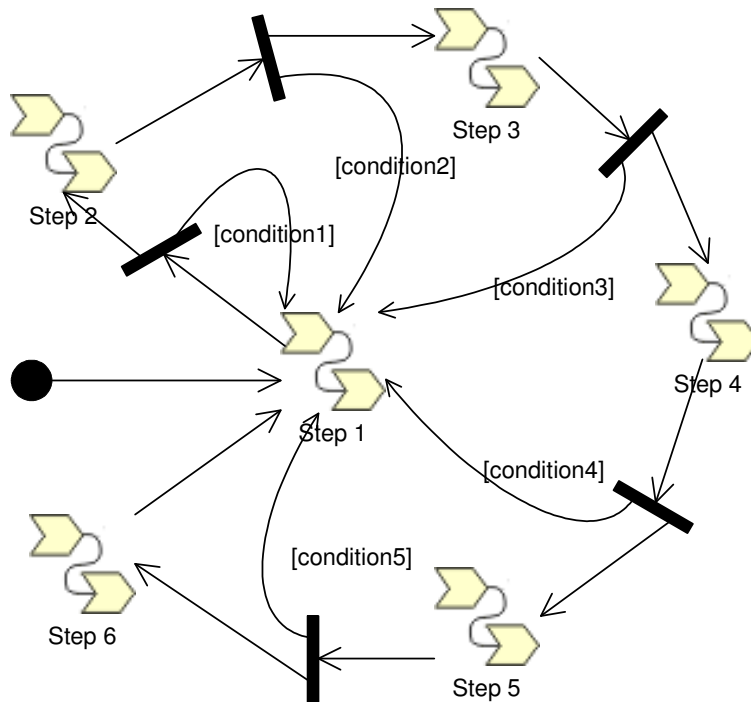 Step 3
[condition2]
Step 2
[condition1]
[condition3]
Step 4
Step 1
[condition4]
[condition5]
Step 6
Step 5